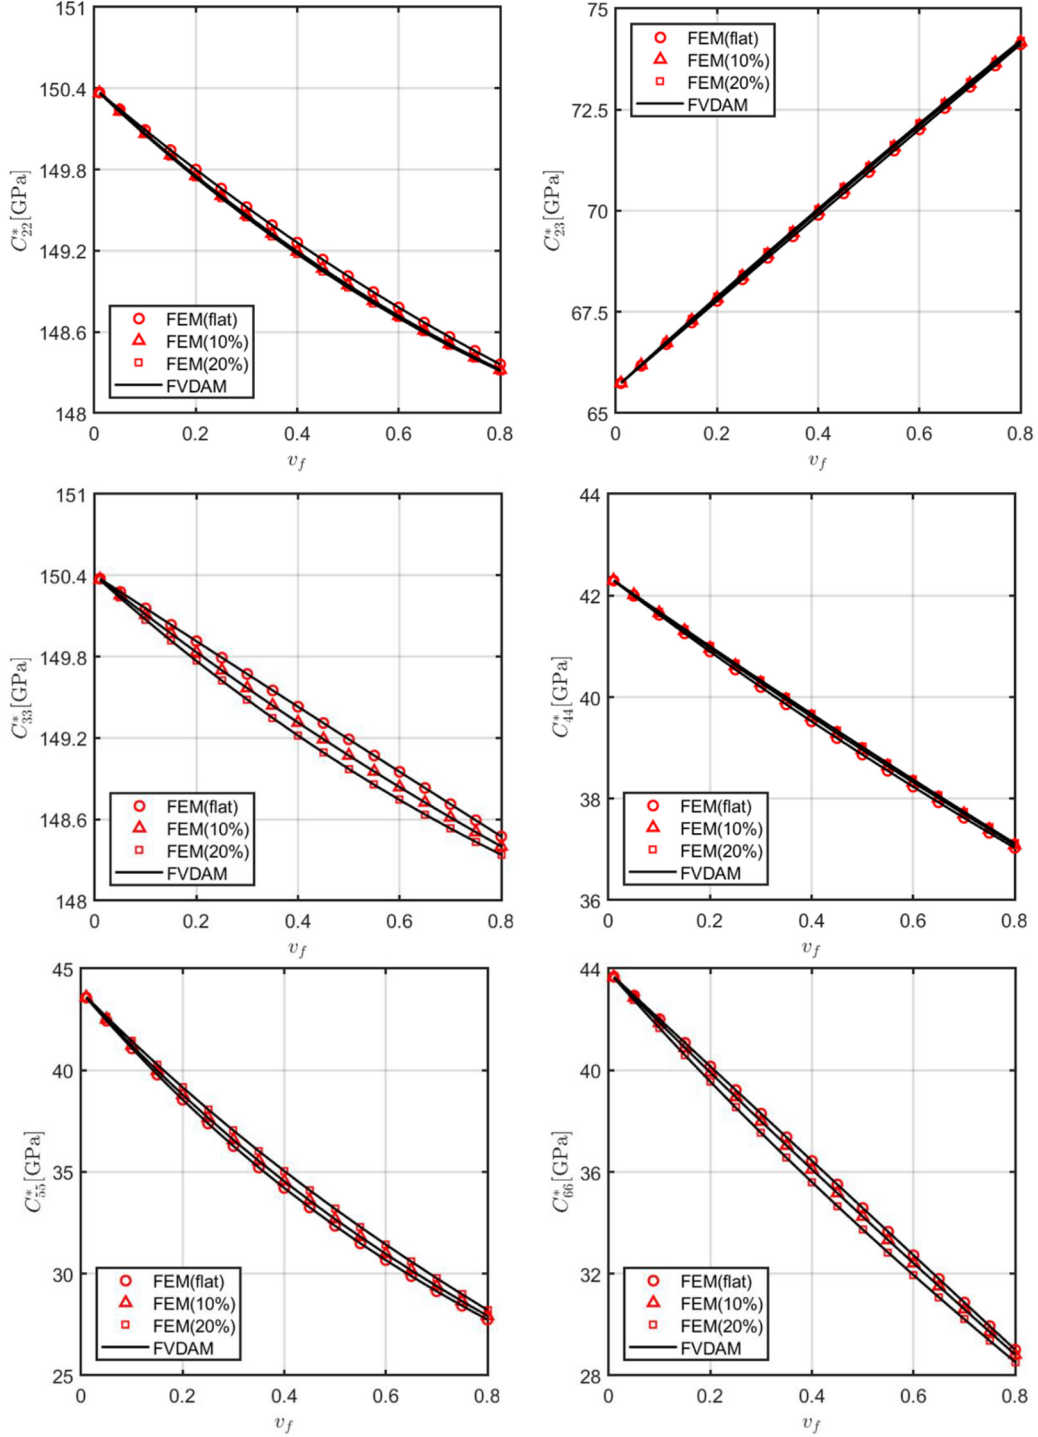 151
150.4
149.8
149.2
148.6
148
C*22[GPa]
FEM(flat)
FEM(10%)
FEM(20%)
FVDAM
0 0.2 0.4 0.6 0.8
vf
75
72.5
70
67.5
65
C*23[GPa]
FEM(flat)
FEM(10%)
FEM(20%)
FVDAM
0 0.2 0.4 0.6 0.8
vf
151
150.4
149.8
149.2
148.6
148
C*33[GPa]
FEM(flat)
FEM(10%)
FEM(20%)
FVDAM
0 0.2 0.4 0.6 0.8
vf
44
42
40
38
36
C*44[GPa]
FEM(flat)
FEM(10%)
FEM(20%)
FVDAM
0 0.2 0.4 0.6 0.8
vf
45
40
35
30
25
C*55[GPa]
FEM(flat)
FEM(10%)
FEM(20%)
FVDAM
0 0.2 0.4 0.6 0.8
vf
44
40
36
32
28
C*66[GPa]
FEM(flat)
FEM(10%)
FEM(20%)
FVDAM
0 0.2 0.4 0.6 0.8
vf